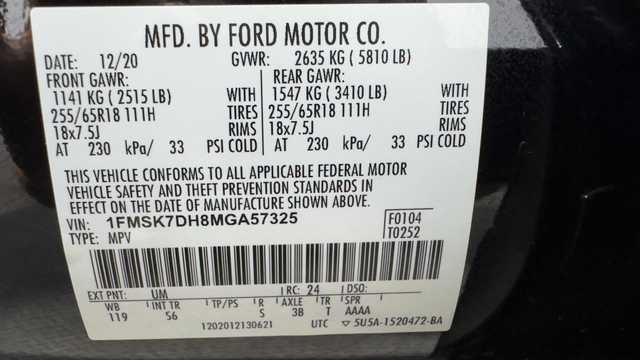 MFD. BY FORD MOTOR CO.
DATE: 12/20 GVWR: 2635 KG ( 5810 LB)
FRONT GAWR: REAR GAWR:
1141 KG ( 2515 LB) WITH 1547 KG ( 3410 LB) WITH
255/65R18 111H TIRES 255/65R18 111H TIRES
18x7.5J RIMS 18x7.5J RIMS
AT 230 kPa/ 33 PSI COLD AT 230 kPa/ 33 PSI COLD
THIS VEHICLE CONFORMS TO ALL APPLICABLE FEDERAL MOTOR
VEHICLE SAFETY AND THEFT PREVENTION STANDARDS IN
EFFECT ON THE DATE OF MANUFACTURE SHOWN ABOVE.
VIN: 1FMSK7DH8MGA57325 F0104
TYPE: MPV T0252
EXT PNT: UM RC: 24 DSO:
WB INT TR TP/PS R AXLE TR SPR
119 S6 S 3B T AAAA
1202012130621 UTC 5U5A-1520472-BA